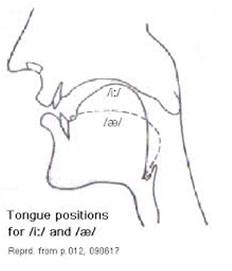 /i:/
/æ/
Tongue positions
for /i:/ and /æ/
Reprd. from p.012, 090617